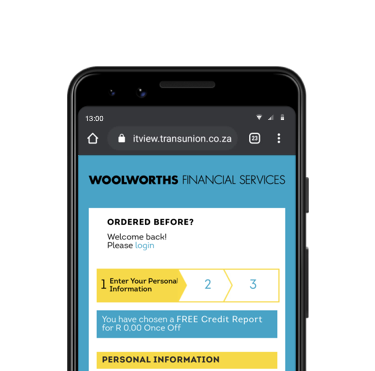 13:00
itview.transunion.co.za
23
WOOLWORTHS FINANCIAL SERVICES
ORDERED BEFORE?
Welcome back!
Please login
1 Enter Your Personal
Information
2
3
You have chosen a FREE Credit Report
for R 0.00 Once Off
PERSONAL INFORMATION